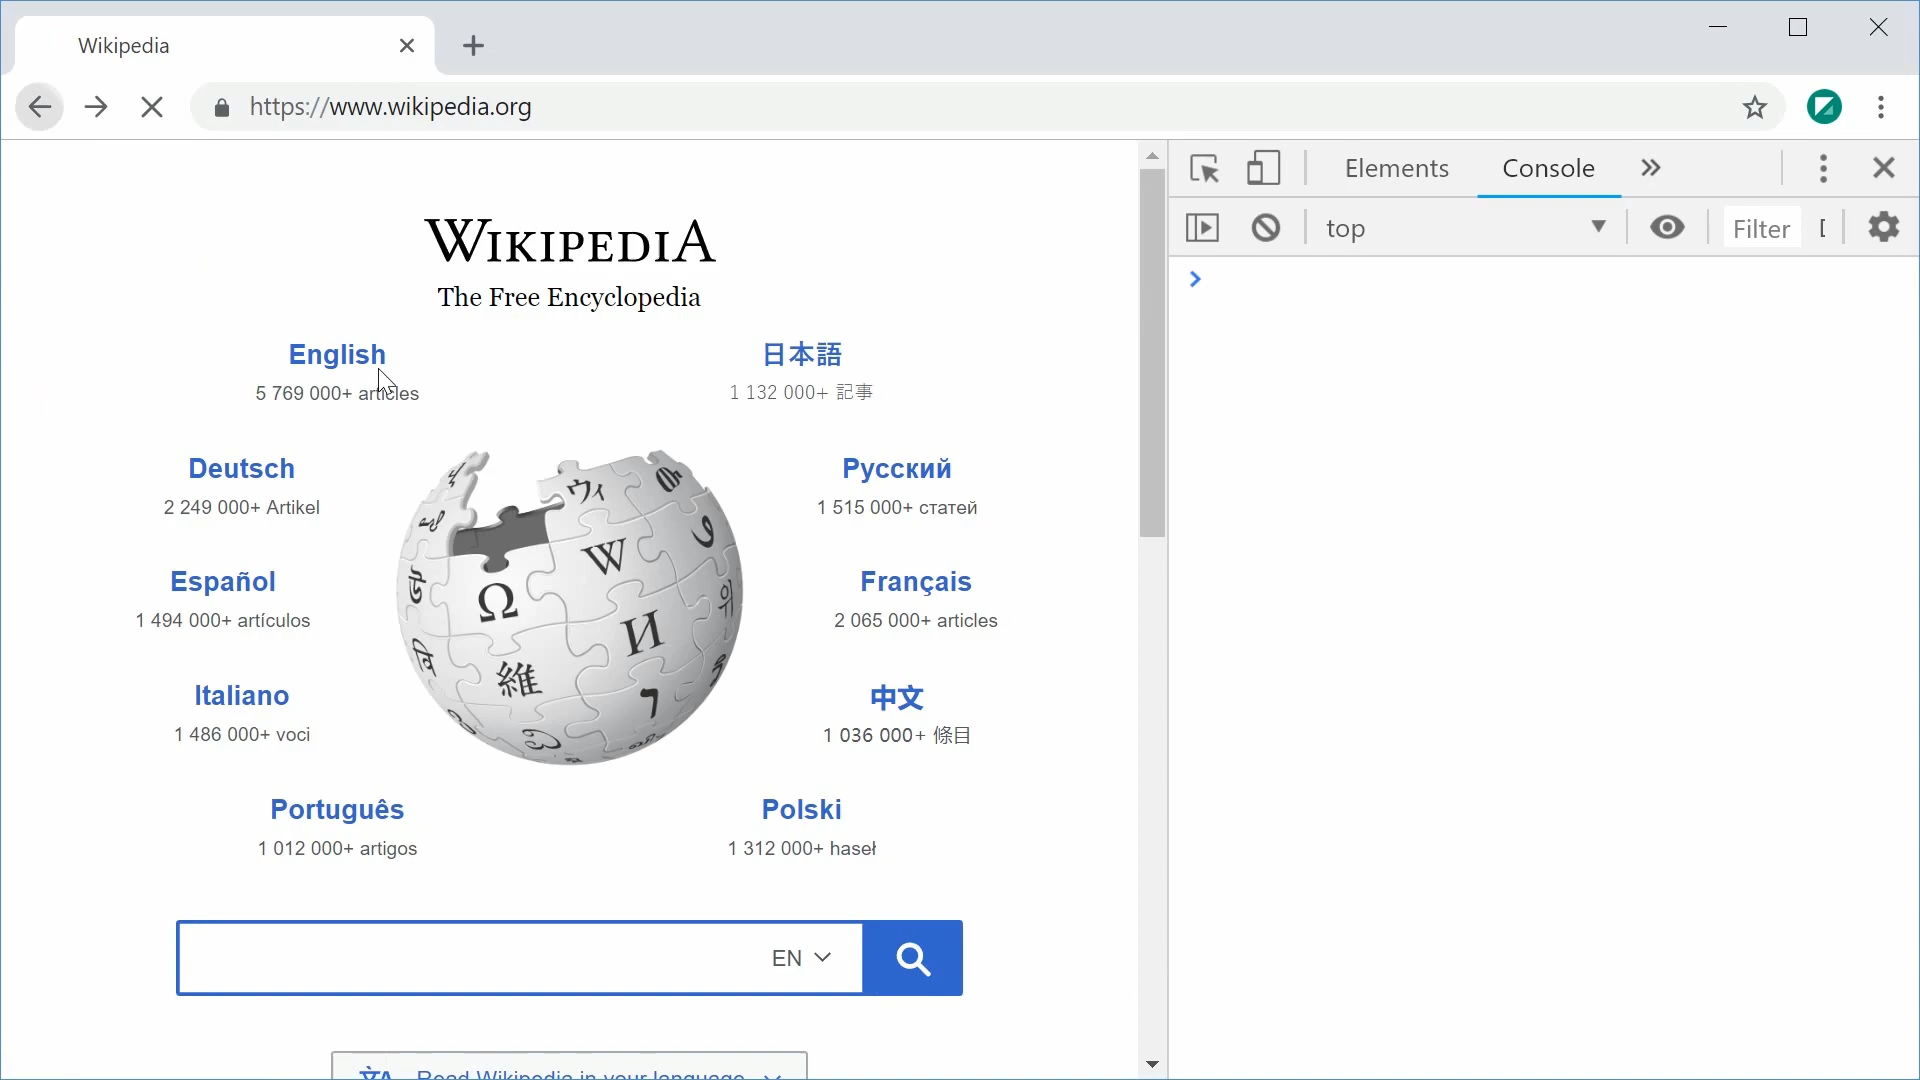 Wikipedia
https://www.wikipedia.org
Elements Console
top Filter
WIKIPEDIA
The Free Encyclopedia
English
5 769 000+ articles
日本語
1 132 000+ 記事
Deutsch
2 249 000+ Artikel
Русский
1 515 000+ статей
Español
1 494 000+ artículos
Français
2 065 000+ articles
Italiano
1 486 000+ voci
中文
1 036 000+ 條目
Português
1 012 000+ artigos
Polski
1 312 000+ haseł
Ω W И 維 ウィ
EN
Read Wikipedia in your language